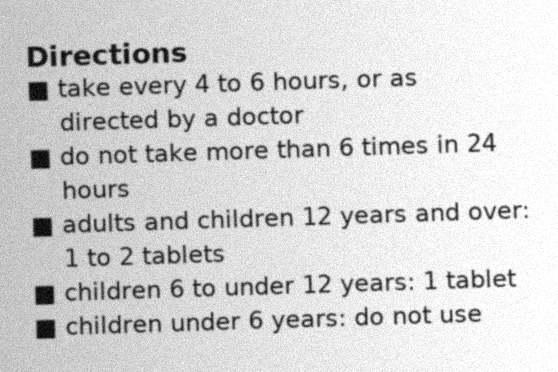 Directions
■ take every 4 to 6 hours, or as
directed by a doctor
■ do not take more than 6 times in 24
hours
■ adults and children 12 years and over:
1 to 2 tablets
■ children 6 to under 12 years: 1 tablet
■ children under 6 years: do not use